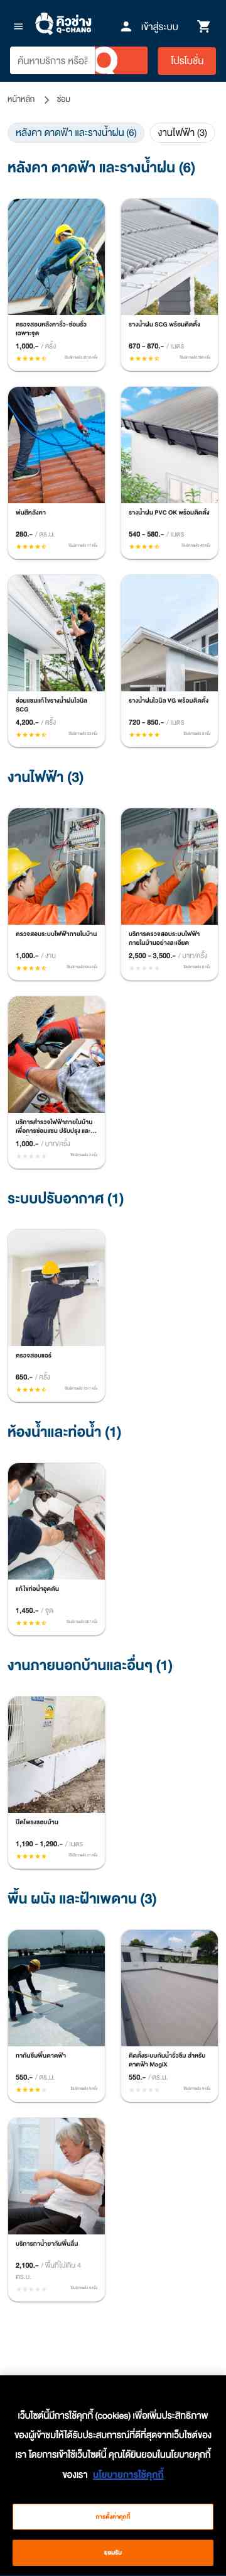 คิวช่าง
Q-CHANG
เข้าสู่ระบบ
ค้นหาบริการ หรือสิ
โปรโมชั่น
หน้าหลัก > ซ่อม
หลังคา ดาดฟ้า และรางน้ำฝน (6)
งานไฟฟ้า (3)
หลังคา ดาดฟ้า และรางน้ำฝน (6)
ตรวจสอบหลังคารั่ว-ซ่อมรั่ว
เฉพาะจุด
1,000.- / ครั้ง
รางน้ำฝน SCG พร้อมติดตั้ง
670 - 870.- / เมตร
พ่นสีหลังคา
280.- / ตร.ม.
รางน้ำฝน PVC OK พร้อมติดตั้ง
540 - 580.- / เมตร
ซ่อมแซมแก้ไขรางน้ำฝนไวนิล
SCG
4,200.- / ครั้ง
รางน้ำฝนไวนิล VG พร้อมติดตั้ง
720 - 850.- / เมตร
งานไฟฟ้า (3)
ตรวจสอบระบบไฟฟ้าภายในบ้าน
1,000.- / งาน
บริการตรวจสอบระบบไฟฟ้า
ภายในบ้านอย่างละเอียด
2,500 - 3,500.- / บาท/ครั้ง
บริการสำรวจไฟฟ้าภายในบ้าน
เพื่อการซ่อมแซม ปรับปรุง และ...
1,000.- / บาท/ครั้ง
ระบบปรับอากาศ (1)
ตรวจสอบแอร์
650.- / ครั้ง
ห้องน้ำและท่อน้ำ (1)
แก้ไขท่อน้ำอุดตัน
1,450.- / จุด
งานภายนอกบ้านและอื่นๆ (1)
ปิดโพรงรอบบ้าน
1,190 - 1,290.- / เมตร
พื้น ผนัง และฝ้าเพดาน (3)
ทากันซึมพื้นดาดฟ้า
550.- / ตร.ม.
ติดตั้งระบบกันน้ำรั่วซึม สำหรับ
ดาดฟ้า MagiX
550.- / ตร.ม.
บริการทาน้ำยากันพื้นลื่น
2,100.- / พื้นที่ไม่เกิน 4
ตร.ม.
เว็บไซต์นี้มีการใช้คุกกี้ (cookies) เพื่อเพิ่มประสิทธิภาพ
ของผู้เข้าชมให้ได้รับประสบการณ์ที่ดีที่สุดจากเว็บไซต์ของ
เรา โดยการเข้าใช้เว็บไซต์นี้ คุณได้ยินยอมในนโยบายคุกกี้
ของเรา นโยบายการใช้คุกกี้
การตั้งค่าคุกกี้
ยอมรับ